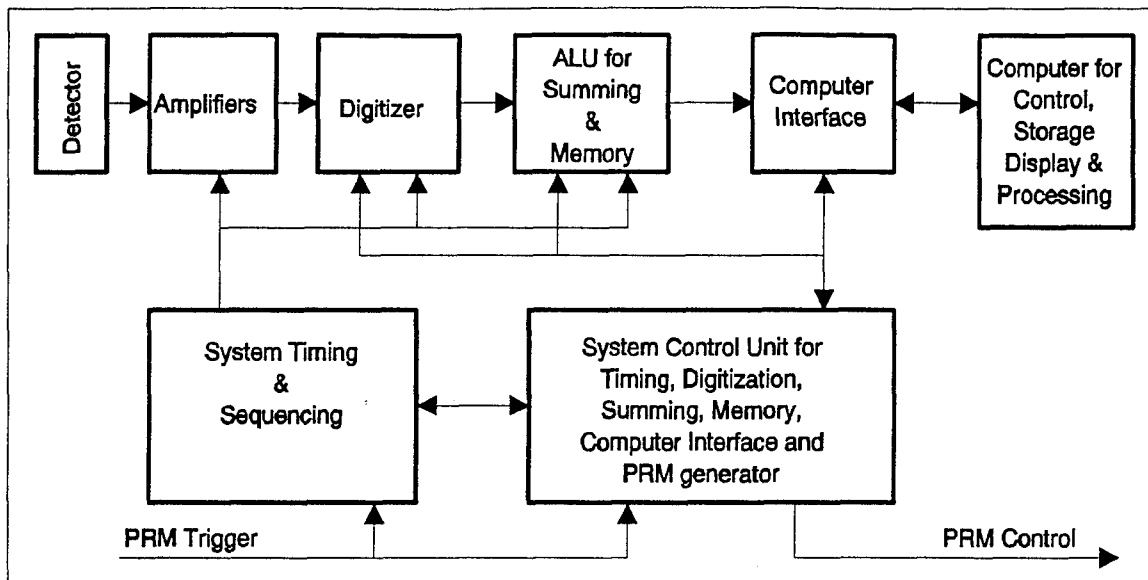 Detector
Amplifiers
Digitizer
ALU for
Summing
&
Memory
Computer
Interface
Computer for
Control,
Storage
Display &
Processing
System Timing
&
Sequencing
System Control Unit for
Timing, Digitization,
Summing, Memory,
Computer Interface and
PRM generator
PRM Trigger
PRM Control